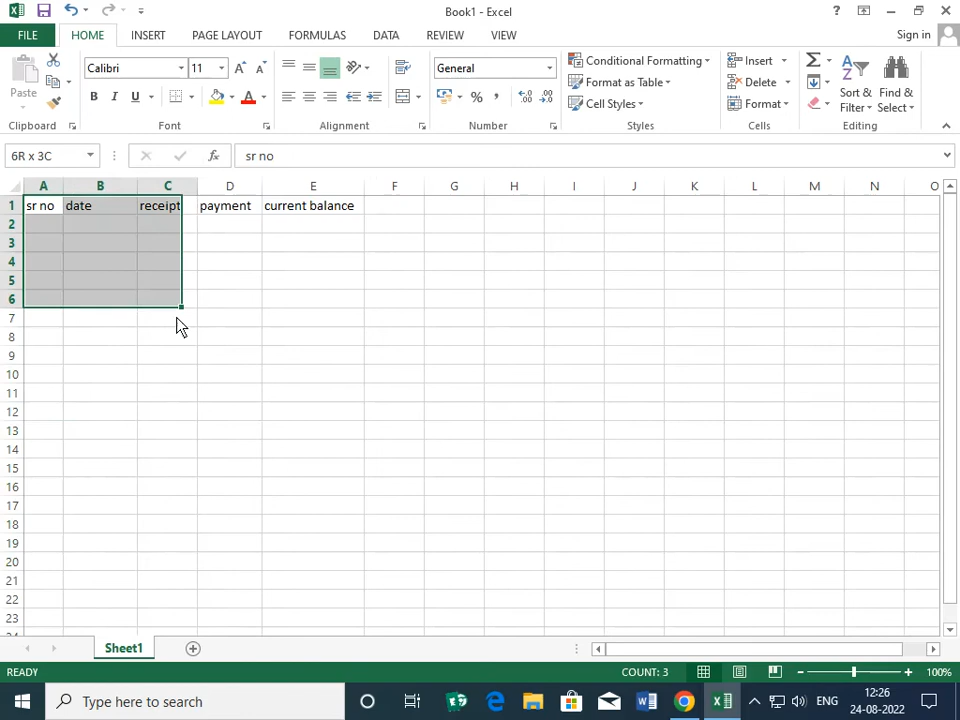 Book1 - Excel
?
FILE
HOME
INSERT
PAGE LAYOUT
FORMULAS
DATA
REVIEW
VIEW
Sign in
Paste
Clipboard
Calibri
11
B
I
U
A
Font
Alignment
General
%
Number
Conditional Formatting
Format as Table
Cell Styles
Styles
Insert
Delete
Format
Cells
Sort &
Filter
Find &
Select
Editing
6R x 3C
fx
sr no
A B C D E F G H I J K L M N O
1 sr no date receipt payment current balance
2
3
4
5
6
7
8
9
10
11
12
13
14
15
16
17
18
19
20
21
22
23
Sheet1
READY
COUNT: 3
100%
Type here to search
ENG
12:26
24-08-2022